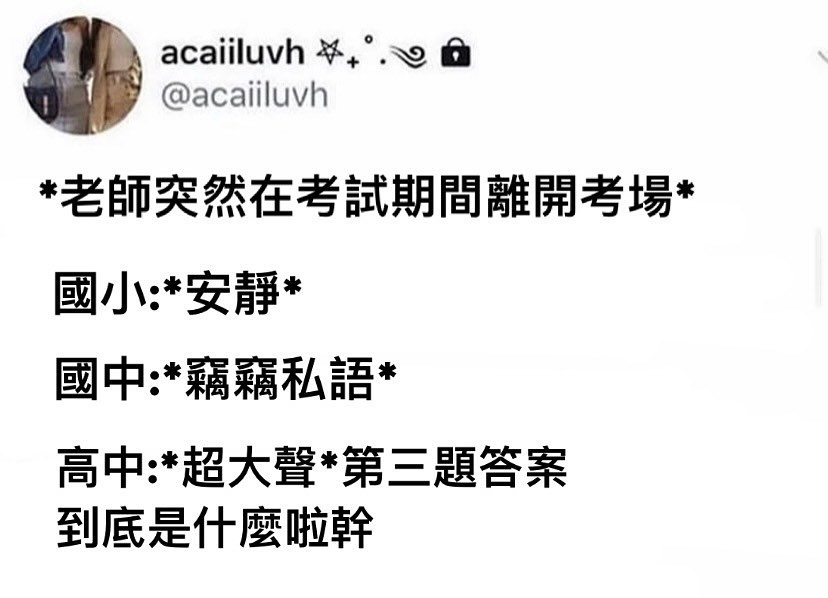 acaiiluvh ⛧₊˚.༄ 🔒
@acaiiluvh
*老師突然在考試期間離開考場*
國小:*安靜*
國中:*竊竊私語*
高中:*超大聲*第三題答案
到底是什麼啦幹